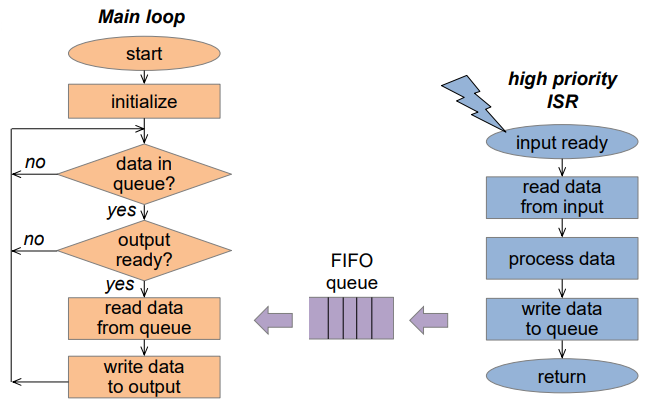 Main loop
start
initialize
no
data in
queue?
yes
no
output
ready?
yes
read data
from queue
write data
to output
FIFO
queue
high priority
ISR
input ready
read data
from input
process data
write data
to queue
return